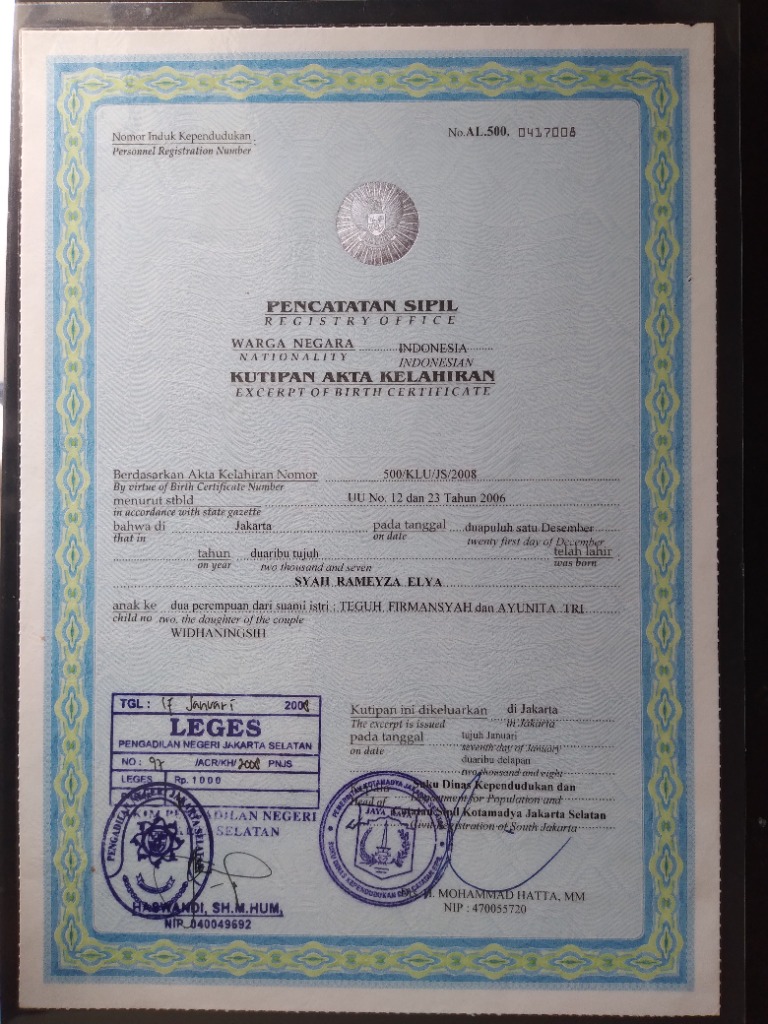 Nomor Induk Kependudukan
Personnel Registration Number
No.AL.500. 0417008
PENCATATAN SIPIL
REGISTRY OFFICE
WARGA NEGARA INDONESIA
NATIONALITY INDONESIAN
KUTIPAN AKTA KELAHIRAN
EXCERPT OF BIRTH CERTIFICATE
Berdasarkan Akta Kelahiran Nomor 500/KLU/JS/2008
By virtue of Birth Certificate Number
menurut stbld UU No. 12 dan 23 Tahun 2006
in accordance with state gazette
bahwa di Jakarta pada tanggal duapuluh satu Desember
that in on date twenty first day of December
tahun duaribu tujuh telah lahir
on year two thousand and seven was born
SYAH RAMEYZA ELYA
anak ke dua perempuan dari suami istri : TEGUH FIRMANSYAH dan AYUNITA TRI
child no two, the daughter of the couple
WIDHANINGSIH
Kutipan ini dikeluarkan di Jakarta
The excerpt is issued in Jakarta
pada tanggal tujuh Januari
on date seventh day of January
duaribu delapan
two thousand and eight
Suku Dinas Kependudukan dan
Head of Department for Population and
Sipil Kotamadya Jakarta Selatan
Civil Registration of South Jakarta
H. MOHAMMAD HATTA, MM
NIP : 470055720
TGL : 17 Januari 2008
LEGES
PENGADILAN NEGERI JAKARTA SELATAN
NO : 97 /ACR/KH/2008 PNJS
LEGES Rp. 1000
PENGADILAN NEGERI JAKARTA SELATAN
NEGERI
SELATAN
HASWANDI, SH.M.HUM,
NIP 040049692
JAYA RAYA